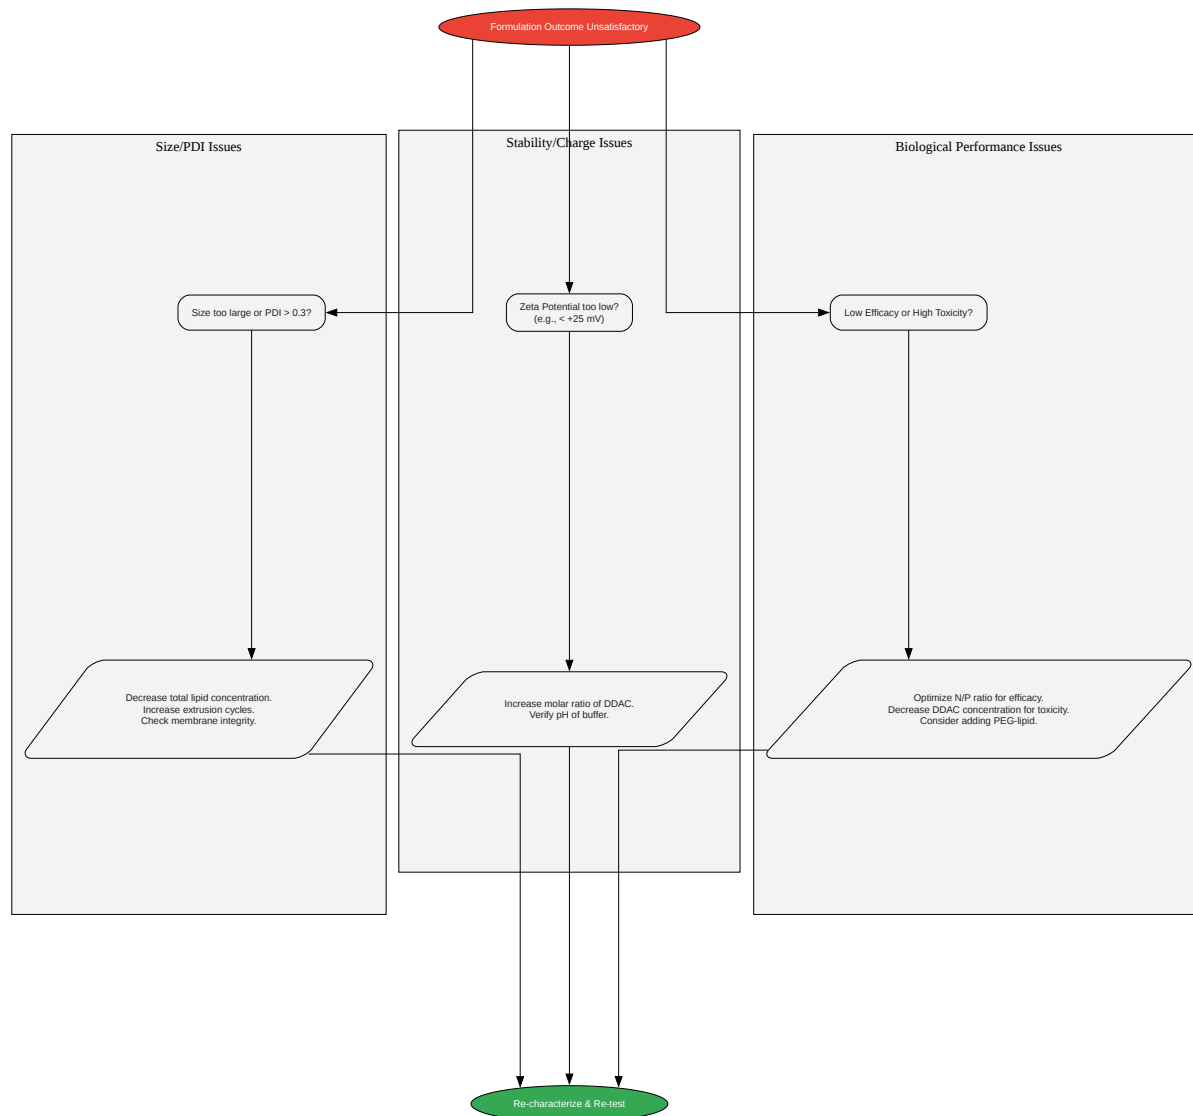 Formulation Outcome Unsatisfactory
Size/PDI Issues
Stability/Charge Issues
Biological Performance Issues
Size too large or PDI > 0.3?
Zeta Potential too low?
(e.g., < +25 mV)
Low Efficacy or High Toxicity?
Decrease total lipid concentration.
Increase extrusion cycles.
Check membrane integrity.
Increase molar ratio of DDAC.
Verify pH of buffer.
Optimize N/P ratio for efficacy.
Decrease DDAC concentration for toxicity.
Consider adding PEG-lipid.
Re-characterize & Re-test